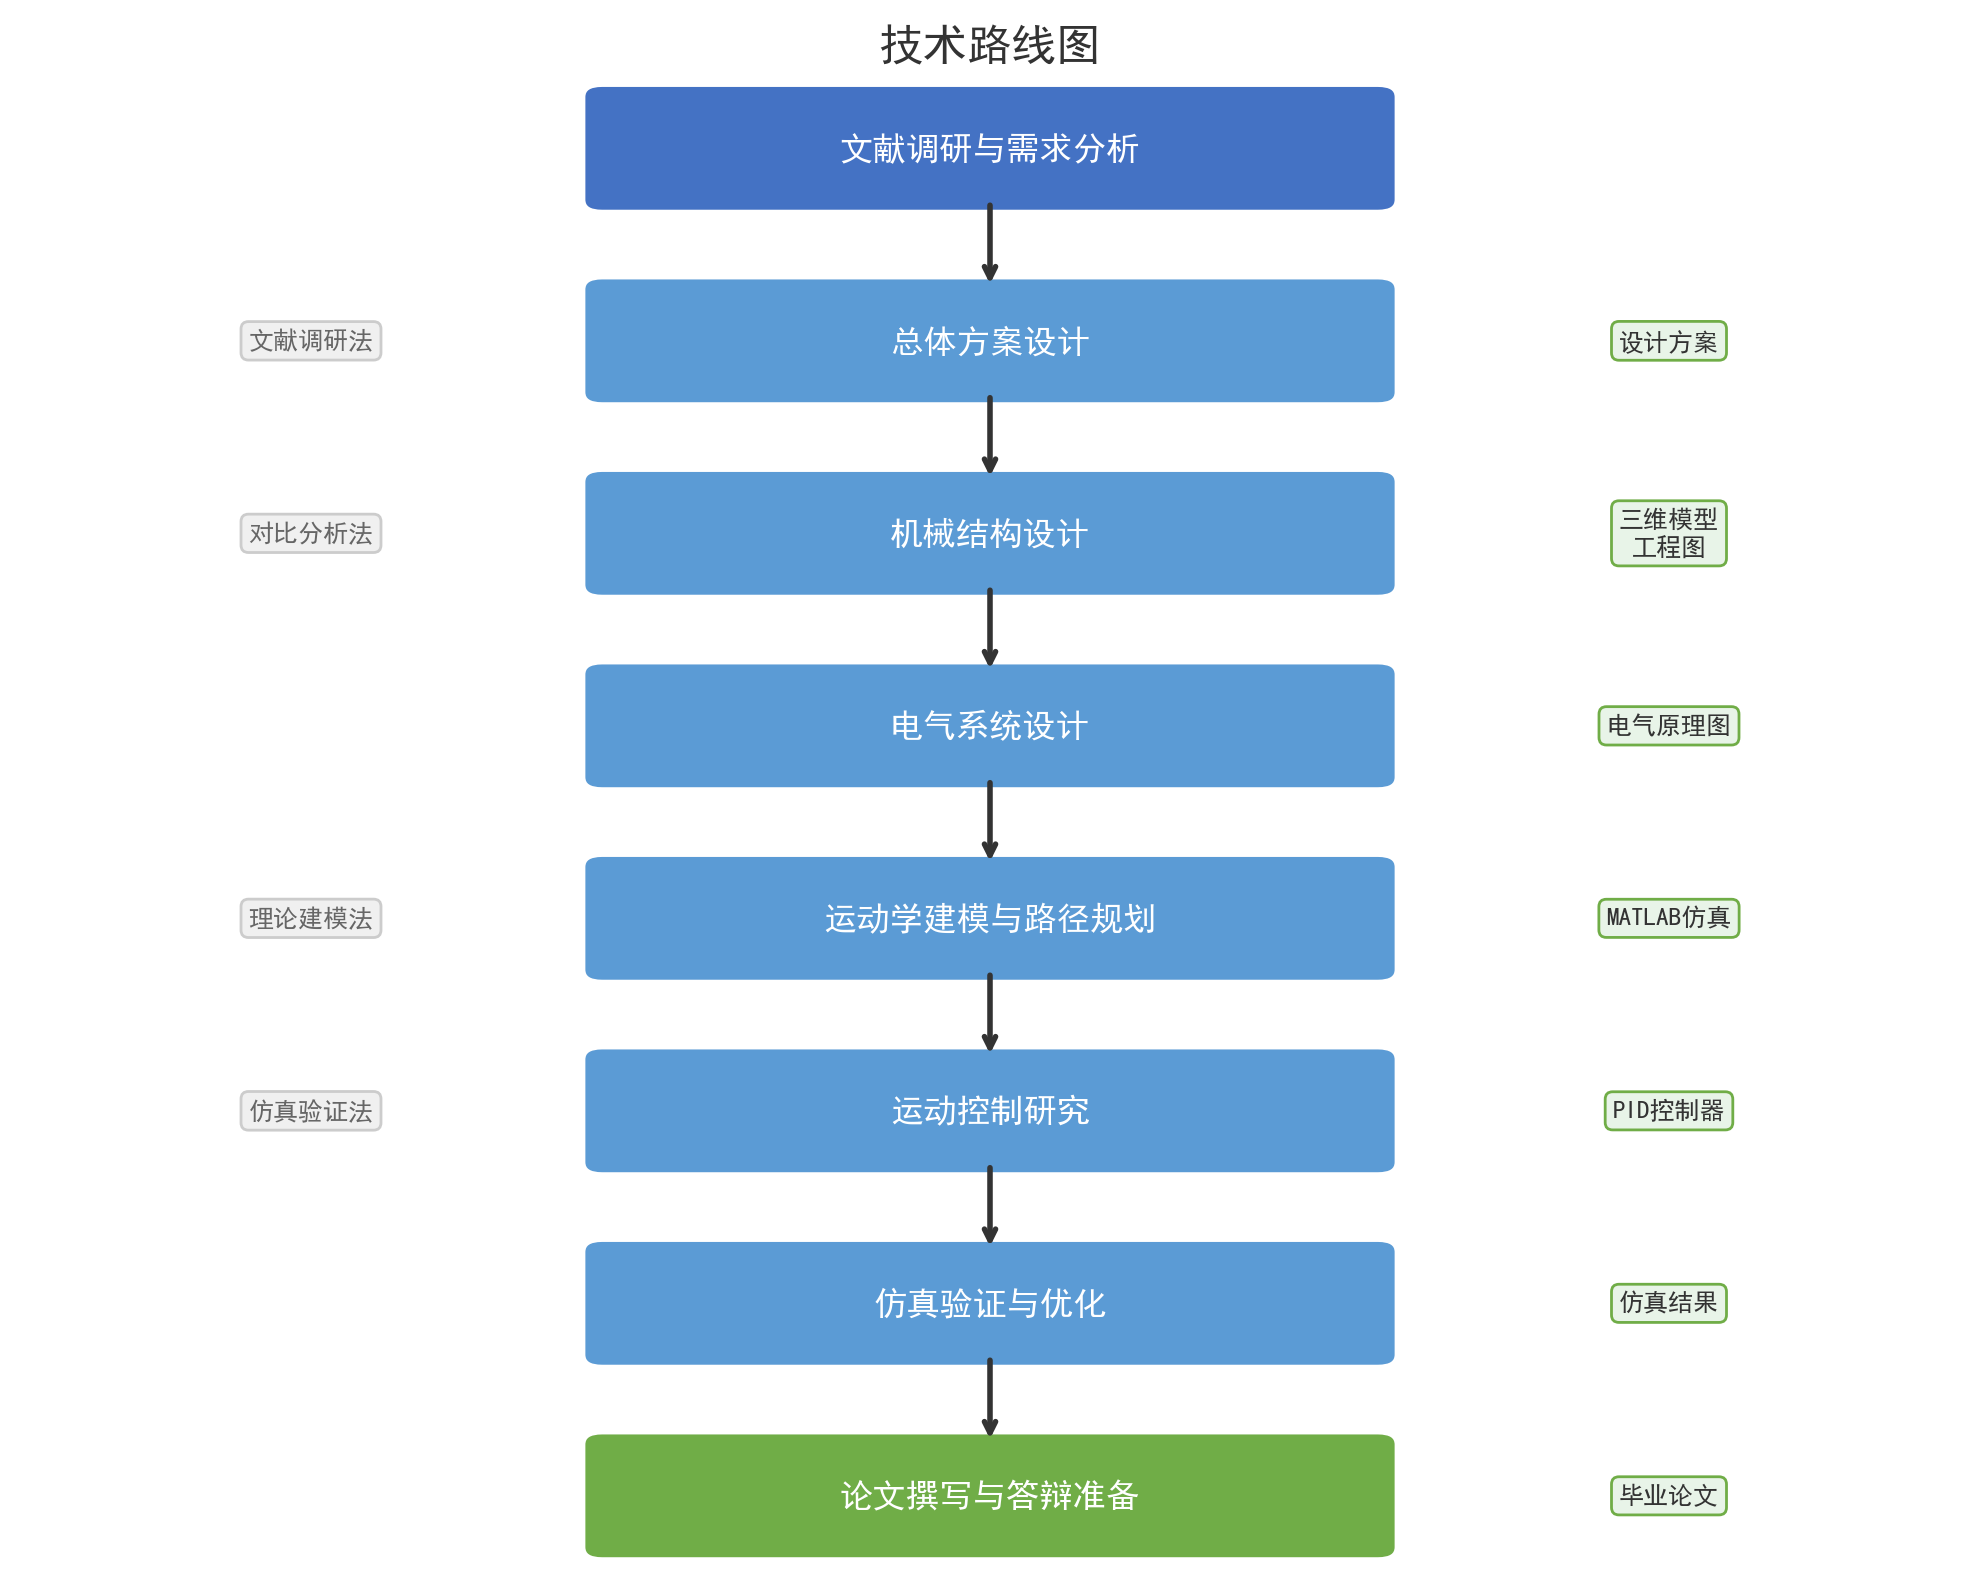 技术路线图
文献调研与需求分析
文献调研法
总体方案设计
设计方案
对比分析法
机械结构设计
三维模型
工程图
电气系统设计
电气原理图
理论建模法
运动学建模与路径规划
MATLAB仿真
仿真验证法
运动控制研究
PID控制器
仿真验证与优化
仿真结果
论文撰写与答辩准备
毕业论文